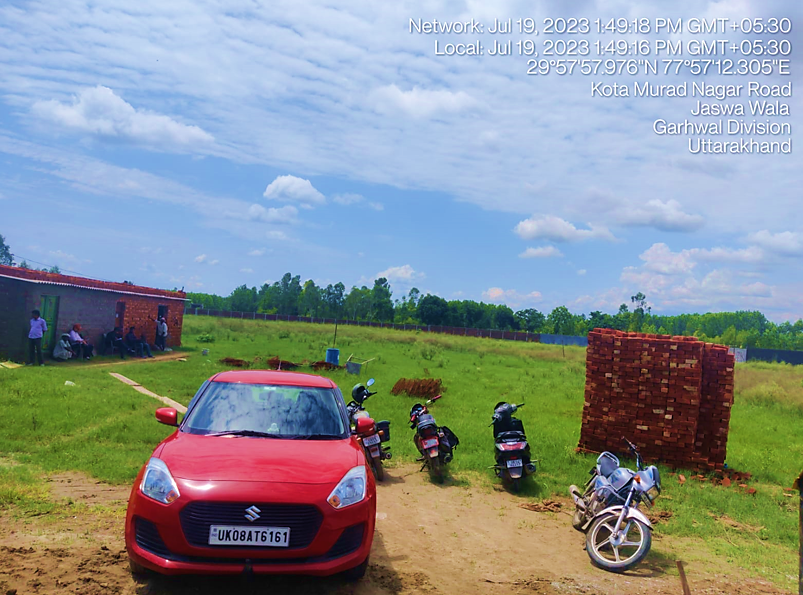 Network: Jul 19, 2023 1:49:18 PM GMT+05:30
Local: Jul 19, 2023 1:49:16 PM GMT+05:30
29°57'57.976"N 77°57'12.305"E
Kota Murad Nagar Road
Jaswa Wala
Garhwal Division
Uttarakhand
UK08AT6161